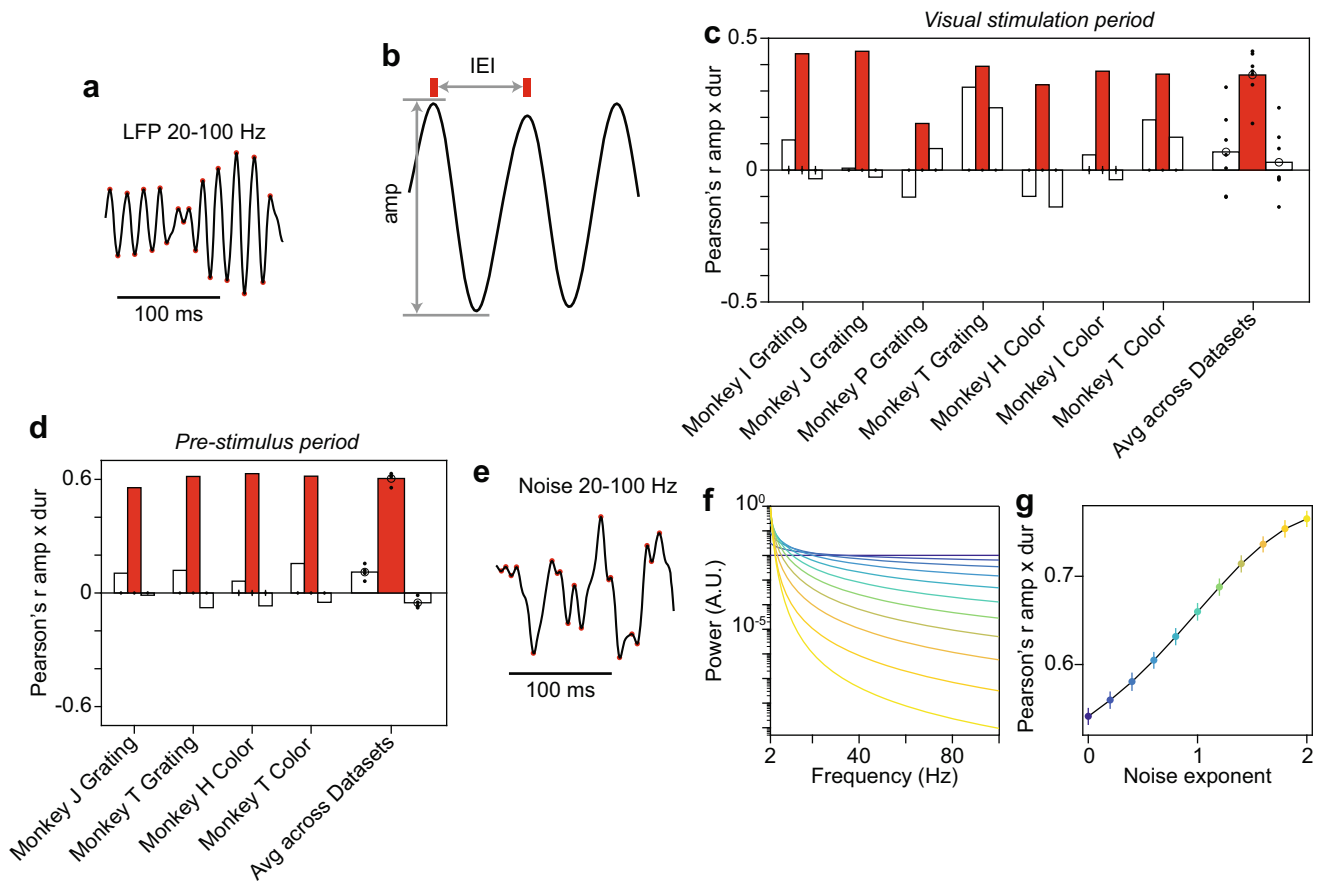 a
LFP 20-100 Hz
100 ms
b
IEI
amp
c
Visual stimulation period
Pearson's r amp x dur
0.5
0
-0.5
Monkey I Grating
Monkey J Grating
Monkey P Grating
Monkey T Grating
Monkey H Color
Monkey I Color
Monkey T Color
Avg across Datasets
d
Pre-stimulus period
Pearson's r amp x dur
0.6
0
-0.6
Monkey J Grating
Monkey T Grating
Monkey H Color
Monkey T Color
Avg across Datasets
e
Noise 20-100 Hz
100 ms
f
Power (A.U.)
10⁰
10⁻⁵
2 40 80
Frequency (Hz)
g
Pearson's r amp x dur
0.7
0.6
0 1 2
Noise exponent